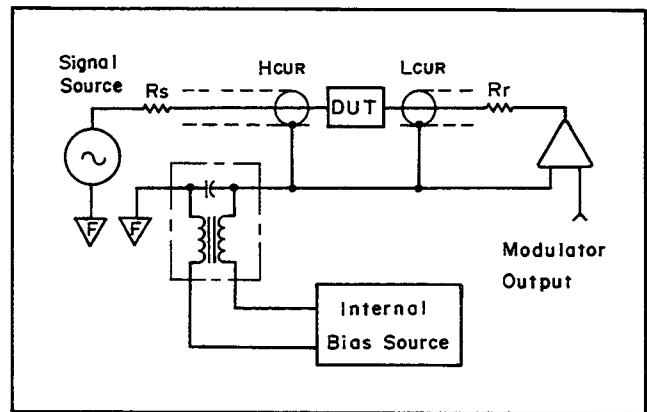 Signal
Source
Rs
HCUR
LCUR
Rr
DUT
F
F
Modulator
Output
Internal
Bias Source